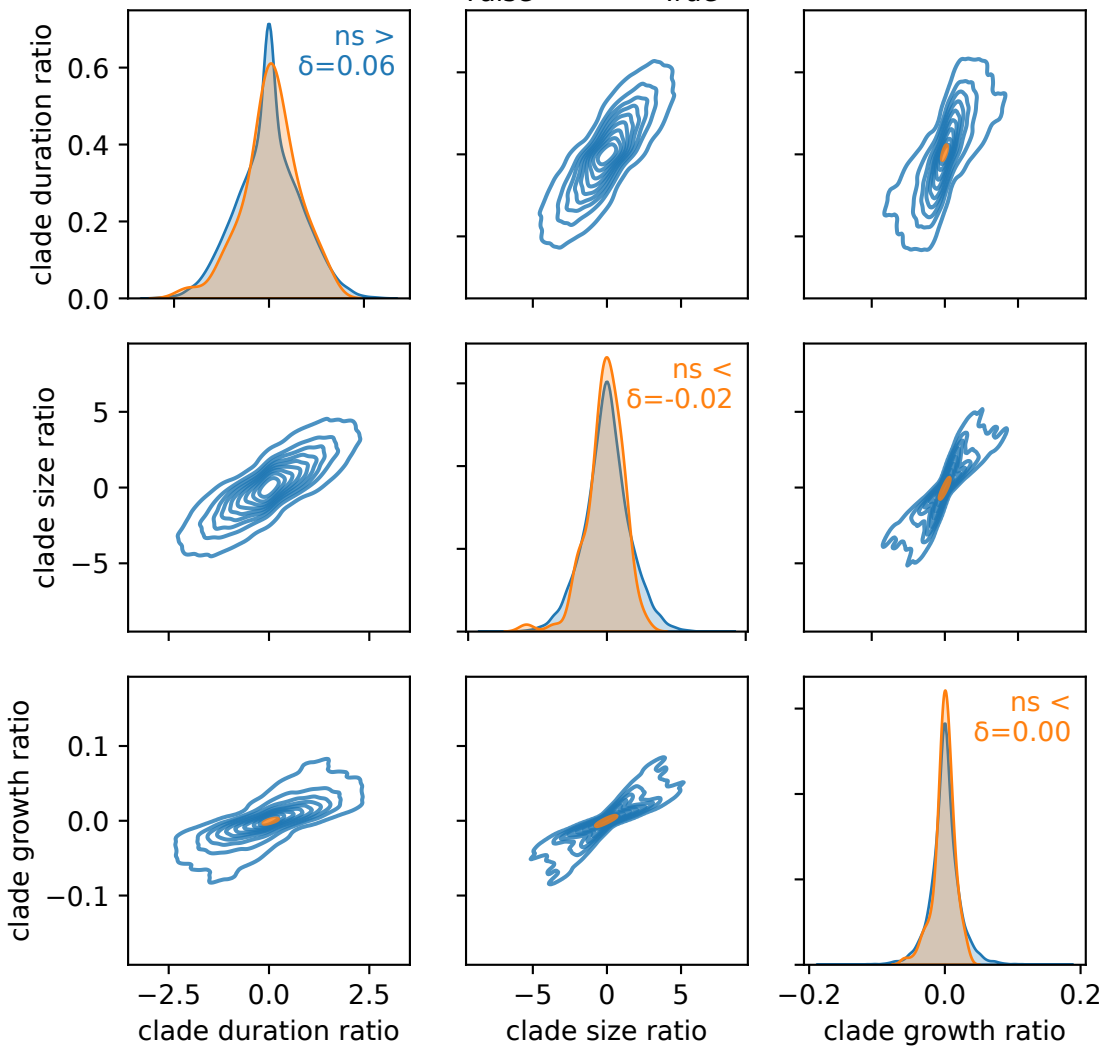 clade duration ratio
0.6
0.4
0.2
0.0
ns >
δ=0.06
clade size ratio
5
0
−5
ns <
δ=-0.02
clade growth ratio
0.1
0.0
−0.1
ns <
δ=0.00
−2.5 0.0 2.5
−5 0 5
−0.2 0.0 0.2
clade duration ratio
clade size ratio
clade growth ratio